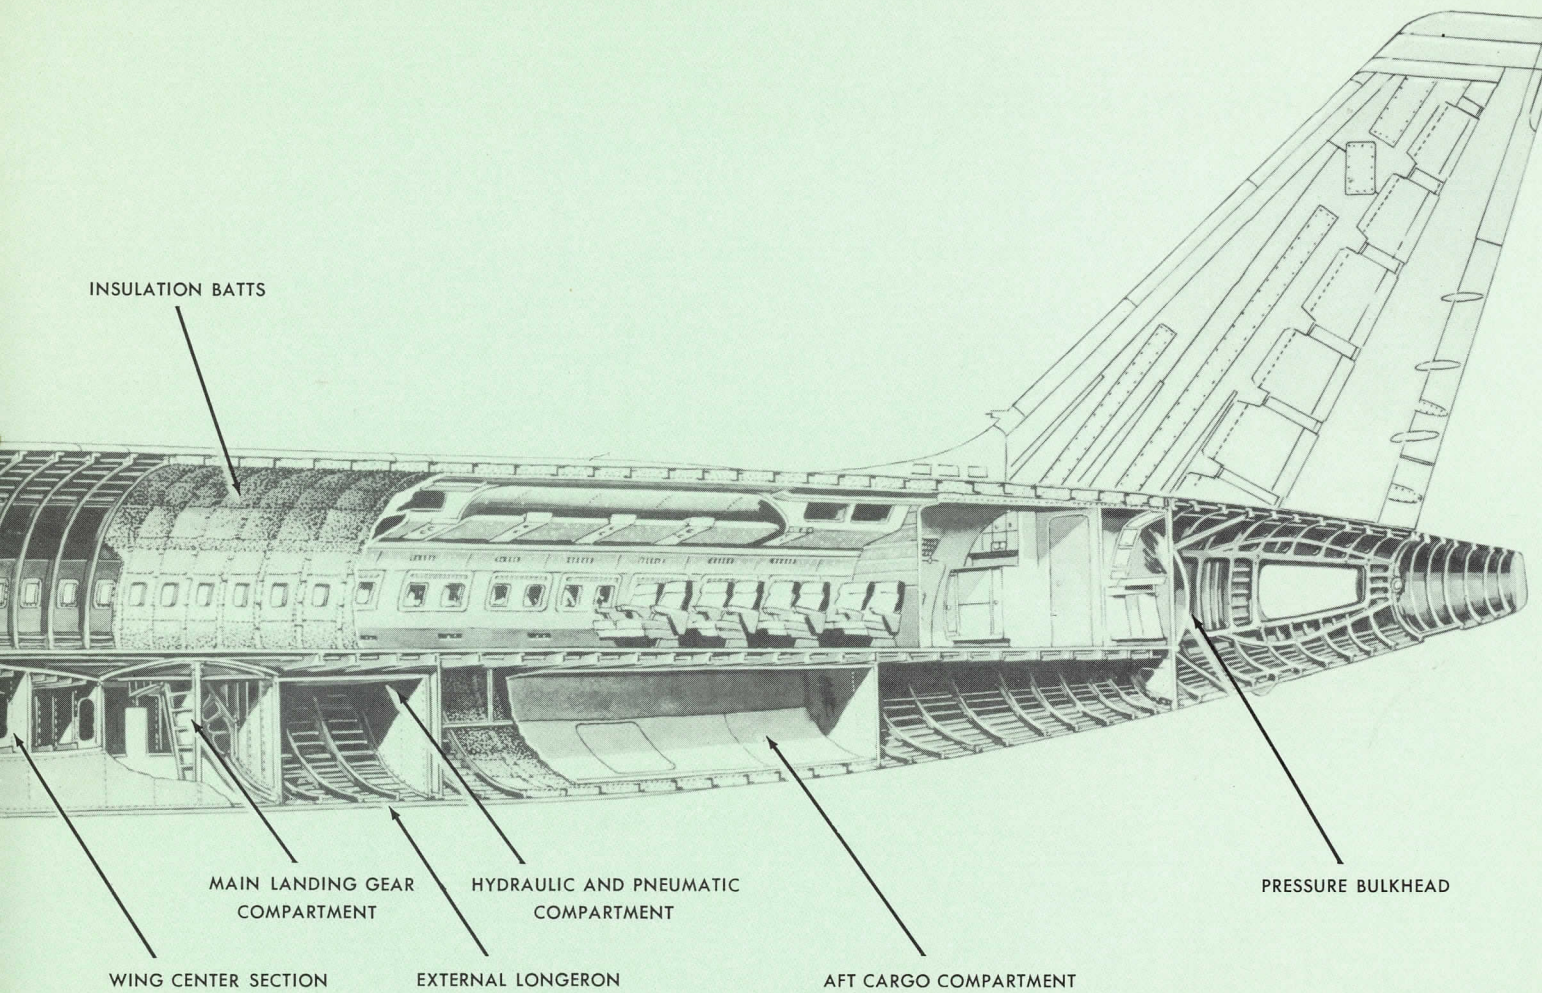 INSULATION BATTS
MAIN LANDING GEAR
COMPARTMENT
HYDRAULIC AND PNEUMATIC
COMPARTMENT
PRESSURE BULKHEAD
WING CENTER SECTION
EXTERNAL LONGERON
AFT CARGO COMPARTMENT